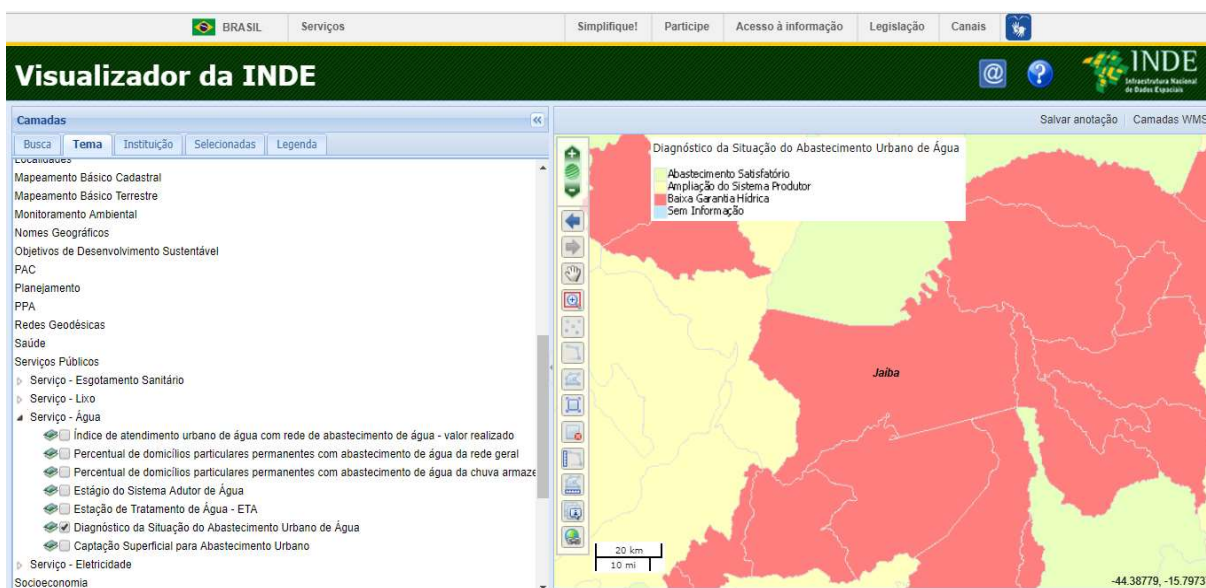 BRASIL Serviços Simplifique! Participe Acesso à informação Legislação Canais
Visualizador da INDE
@ ? INDE
Infraestrutura Nacional
de Dados Espaciais
Camadas
Salvar anotação Camadas WMS
Busca Tema Instituição Selecionadas Legenda
Localidades
Mapeamento Básico Cadastral
Mapeamento Básico Terrestre
Monitoramento Ambiental
Nomes Geográficos
Objetivos de Desenvolvimento Sustentável
PAC
Planejamento
PPA
Redes Geodésicas
Saúde
Serviços Públicos
Serviço - Esgotamento Sanitário
Serviço - Lixo
Serviço - Água
Índice de atendimento urbano de água com rede de abastecimento de água - valor realizado
Percentual de domicílios particulares permanentes com abastecimento de água da rede geral
Percentual de domicílios particulares permanentes com abastecimento de água da chuva armaze
Estágio do Sistema Adutor de Água
Estação de Tratamento de Água - ETA
Diagnóstico da Situação do Abastecimento Urbano de Água
Captação Superficial para Abastecimento Urbano
Serviço - Eletricidade
Socioeconomia
Diagnóstico da Situação do Abastecimento Urbano de Água
Abastecimento Satisfatório
Ampliação do Sistema Produtor
Baixa Garantia Hídrica
Sem Informação
Jaíba
20 km
10 mi
-44.38779, -15.7973